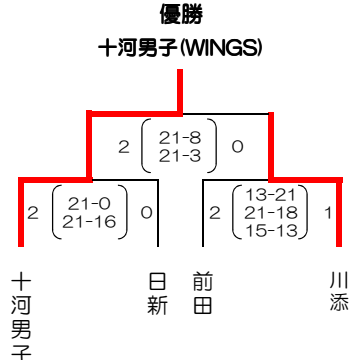 優勝
十河男子(WINGS)
2 21-8 0
21-3
2 21-0 0
21-16
2 13-21 1
21-18
15-13
十河男子
日新
前田
川添